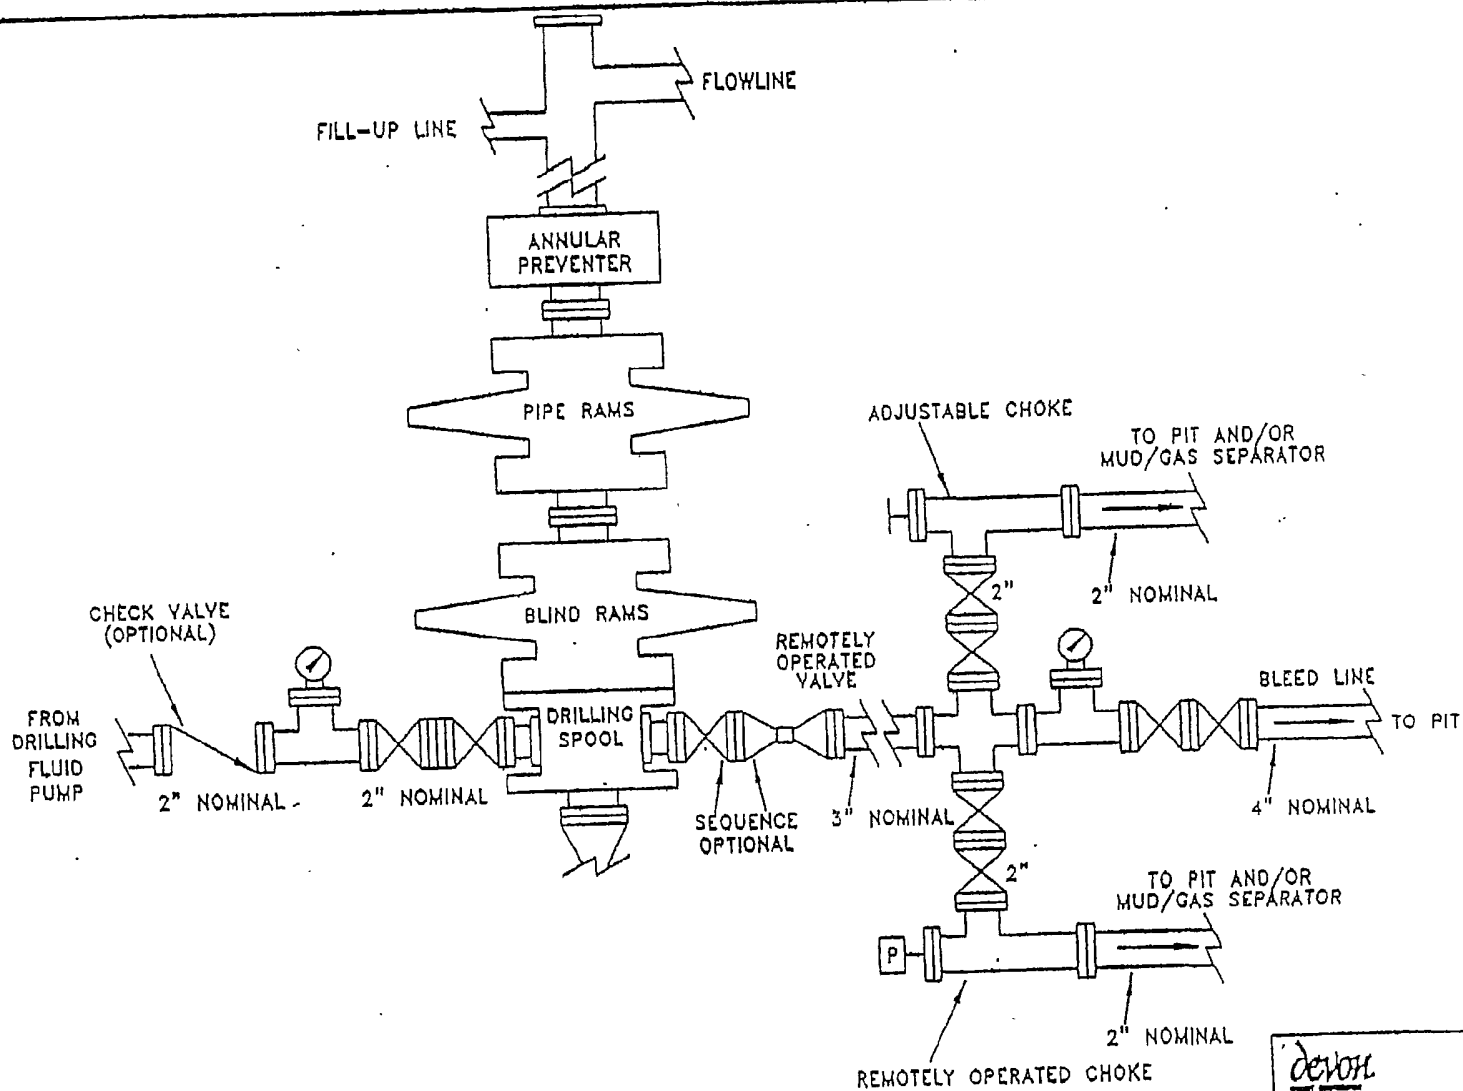 FLOWLINE
FILL-UP LINE
ANNULAR
PREVENTER
PIPE RAMS
ADJUSTABLE CHOKE
TO PIT AND/OR
MUD/GAS SEPARATOR
2"
2" NOMINAL
BLIND RAMS
CHECK VALVE
(OPTIONAL)
REMOTELY
OPERATED
VALVE
BLEED LINE
TO PIT
FROM
DRILLING
FLUID
PUMP
DRILLING
SPOOL
2" NOMINAL
2" NOMINAL
SEQUENCE
OPTIONAL
3" NOMINAL
4" NOMINAL
2"
TO PIT AND/OR
MUD/GAS SEPARATOR
P
2" NOMINAL
REMOTELY OPERATED CHOKE
devon